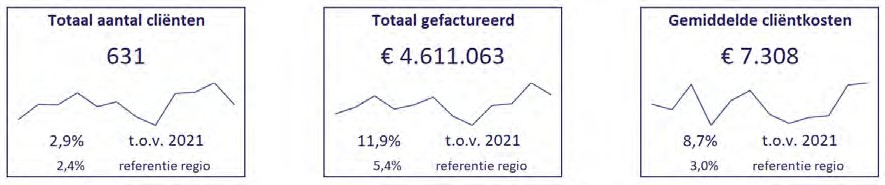 Totaal aantal cliënten
631
2,9% t.o.v. 2021
2,4% referentie regio
Totaal gefactureerd
€ 4.611.063
11,9% t.o.v. 2021
5,4% referentie regio
Gemiddelde cliëntkosten
€ 7.308
8,7% t.o.v. 2021
3,0% referentie regio